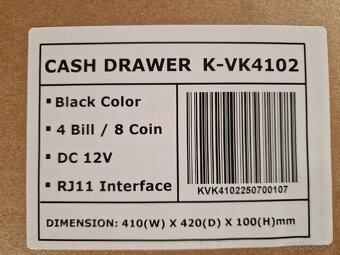 CASH DRAWER K-VK4102
▪ Black Color
▪ 4 Bill / 8 Coin
▪ DC 12V
▪ RJ11 Interface
KVK4102250700107
DIMENSION: 410(W) X 420(D) X 100(H)mm